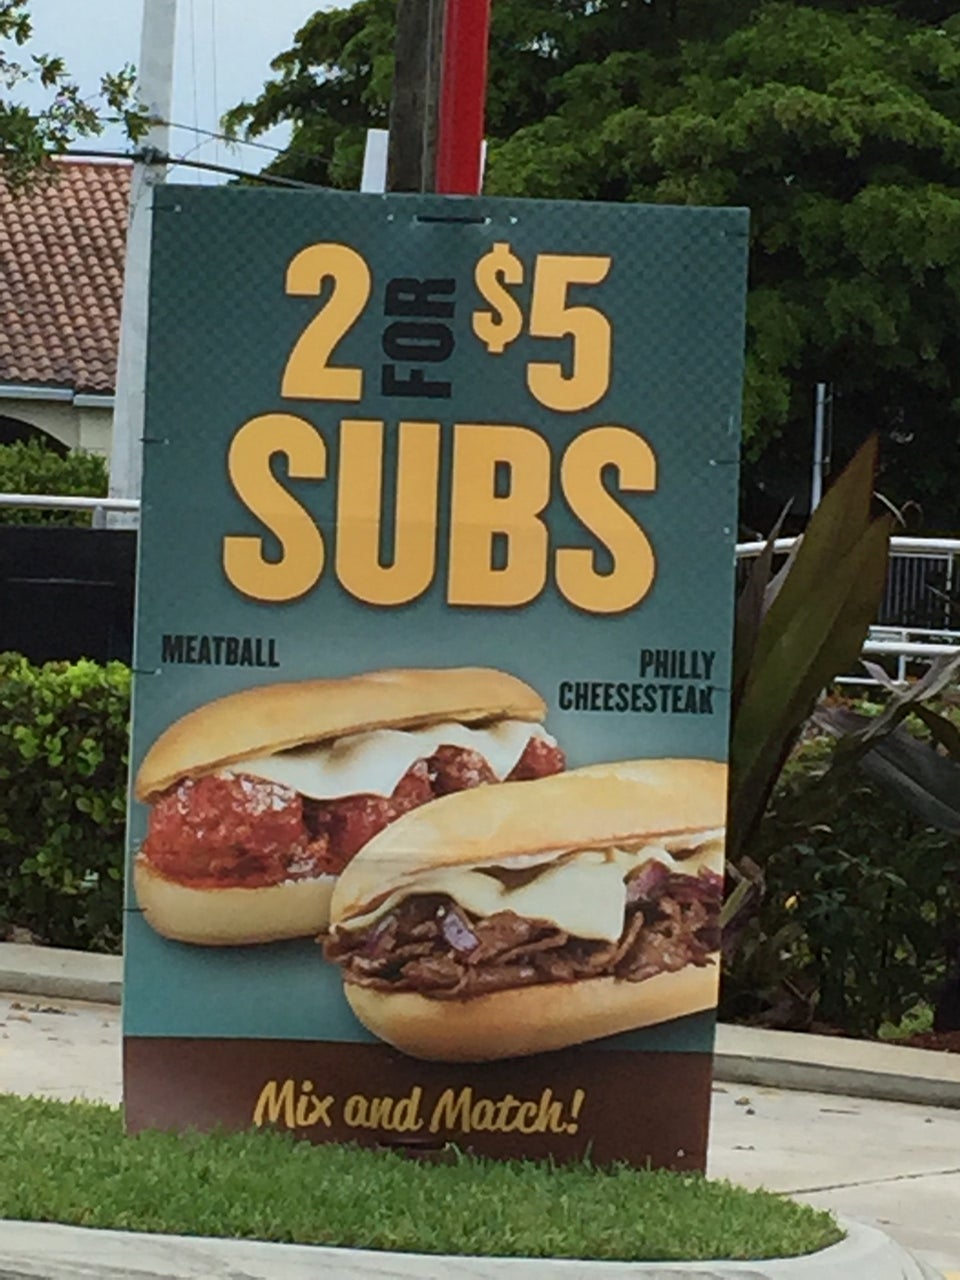 2 FOR $5
SUBS
MEATBALL
PHILLY
CHEESESTEAK
Mix and Match!